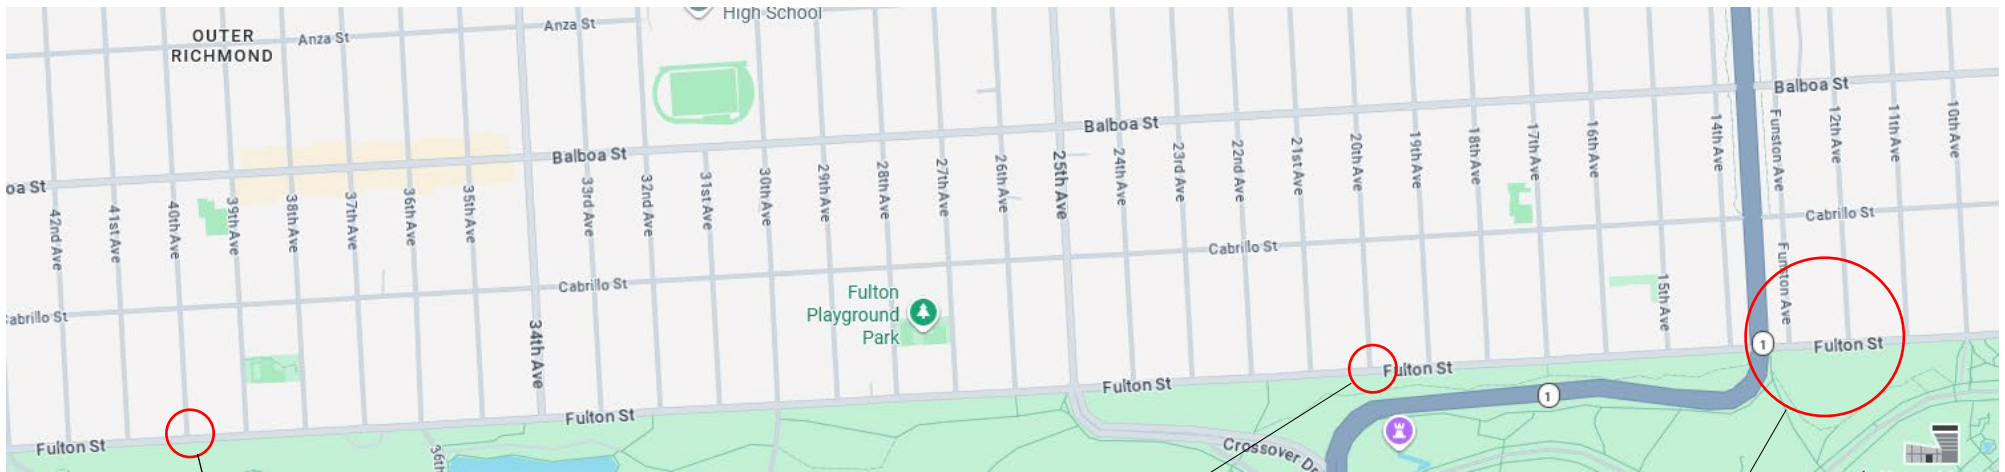 High School
OUTER
RICHMOND
Anza St
Anza St
Balboa St
Balboa St
Balboa St
oa St
42nd Ave
41st Ave
40th Ave
39th Ave
38th Ave
37th Ave
36th Ave
35th Ave
34th Ave
33rd Ave
32nd Ave
31st Ave
30th Ave
29th Ave
28th Ave
27th Ave
26th Ave
25th Ave
24th Ave
23rd Ave
22nd Ave
21st Ave
20th Ave
19th Ave
18th Ave
17th Ave
16th Ave
15th Ave
14th Ave
Funston Ave
12th Ave
11th Ave
10th Ave
Cabrillo St
Cabrillo St
Cabrillo St
abrillo St
Funston Ave
Fulton
Playground
Park
1
Fulton St
Fulton St
Fulton St
Fulton St
Fulton St
1
Crossover Dr
36th